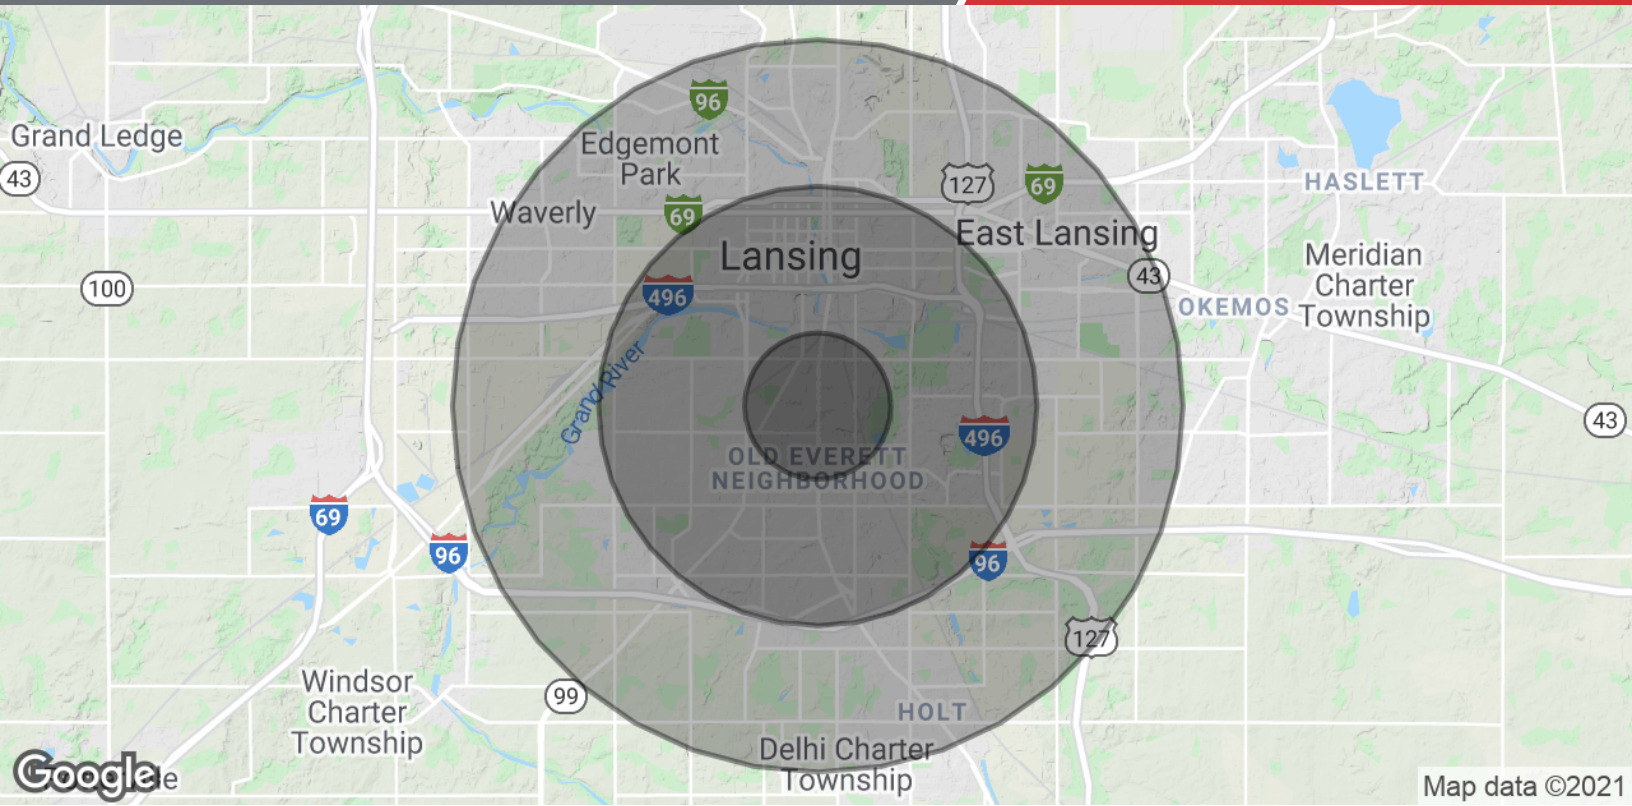 96
Grand Ledge
Edgemont
Park
43
127
69
HASLETT
Waverly
69
East Lansing
Lansing
Meridian
Charter
Township
43
100
496
OKEMOS
Grand River
43
496
OLD EVERETT
NEIGHBORHOOD
69
96
96
127
Windsor
Charter
Township
99
HOLT
Delhi Charter
Township
Google
Map data ©2021